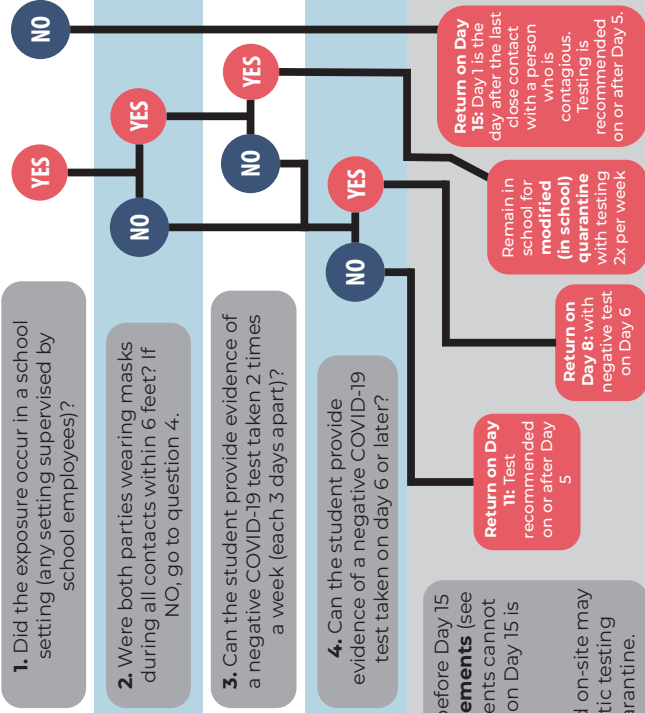 1. Did the exposure occur in a school
setting (any setting supervised by
school employees)?
YES
NO
2. Were both parties wearing masks
during all contacts within 6 feet? If
NO, go to question 4.
NO
YES
3. Can the student provide evidence of
a negative COVID-19 test taken 2 times
a week (each 3 days apart)?
NO
YES
4. Can the student provide
evidence of a negative COVID-19
test taken on day 6 or later?
NO
YES
before Day 15
ements (see
ents cannot
on Day 15 is
d on-site may
tic testing
arantine.
Return on Day
11: Test
recommended
on or after Day
5
Return on
Day 8: with
negative test
on Day 6
Remain in
school for
modified
(in school)
quarantine
with testing
2x per week
Return on Day
15: Day 1 is the
day after the last
close contact
with a person
who is
contagious.
Testing is
recommended
on or after Day 5.